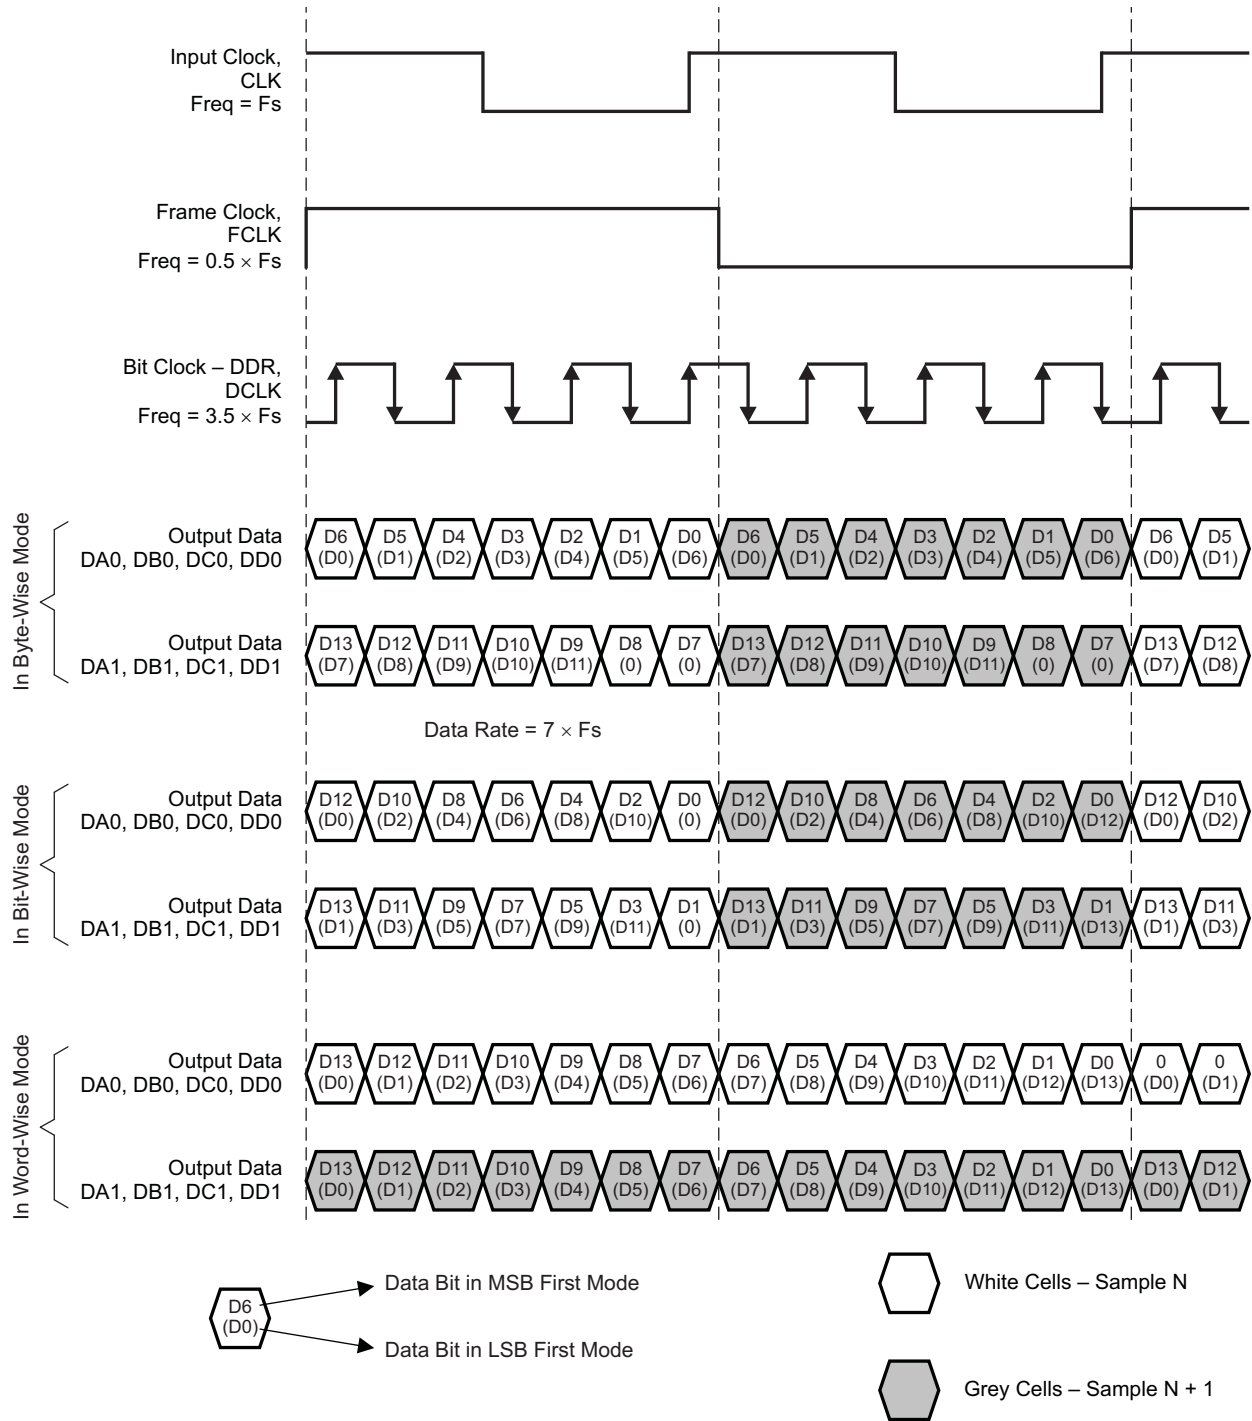 Input Clock,
CLK
Freq = Fs
Frame Clock,
FCLK
Freq = 0.5 × Fs
Bit Clock – DDR,
DCLK
Freq = 3.5 × Fs
In Byte-Wise Mode
Output Data
DA0, DB0, DC0, DD0
D6 D5 D4 D3 D2 D1 D0 D6 D5 D4 D3 D2 D1 D0 D6 D5
(D0) (D1) (D2) (D3) (D4) (D5) (D6) (D0) (D1) (D2) (D3) (D4) (D5) (D6) (D0) (D1)
Output Data
DA1, DB1, DC1, DD1
D13 D12 D11 D10 D9 D8 D7 D13 D12 D11 D10 D9 D8 D7 D13 D12
(D7) (D8) (D9) (D10) (D11) (0) (0) (D7) (D8) (D9) (D10) (D11) (0) (0) (D7) (D8)
Data Rate = 7 × Fs
In Bit-Wise Mode
Output Data
DA0, DB0, DC0, DD0
D12 D10 D8 D6 D4 D2 D0 D12 D10 D8 D6 D4 D2 D0 D12 D10
(D0) (D2) (D4) (D6) (D8) (D10) (0) (D0) (D2) (D4) (D6) (D8) (D10) (D12) (D0) (D2)
Output Data
DA1, DB1, DC1, DD1
D13 D11 D9 D7 D5 D3 D1 D13 D11 D9 D7 D5 D3 D1 D13 D11
(D1) (D3) (D5) (D7) (D9) (D11) (0) (D1) (D3) (D5) (D7) (D9) (D11) (D13) (D1) (D3)
In Word-Wise Mode
Output Data
DA0, DB0, DC0, DD0
D13 D12 D11 D10 D9 D8 D7 D6 D5 D4 D3 D2 D1 D0 0 0
(D0) (D1) (D2) (D3) (D4) (D5) (D6) (D7) (D8) (D9) (D10) (D11) (D12) (D13) (D0) (D1)
Output Data
DA1, DB1, DC1, DD1
D13 D12 D11 D10 D9 D8 D7 D6 D5 D4 D3 D2 D1 D0 D13 D12
(D0) (D1) (D2) (D3) (D4) (D5) (D6) (D7) (D8) (D9) (D10) (D11) (D12) (D13) (D0) (D1)
D6
(D0)
Data Bit in MSB First Mode
Data Bit in LSB First Mode
White Cells – Sample N
Grey Cells – Sample N + 1